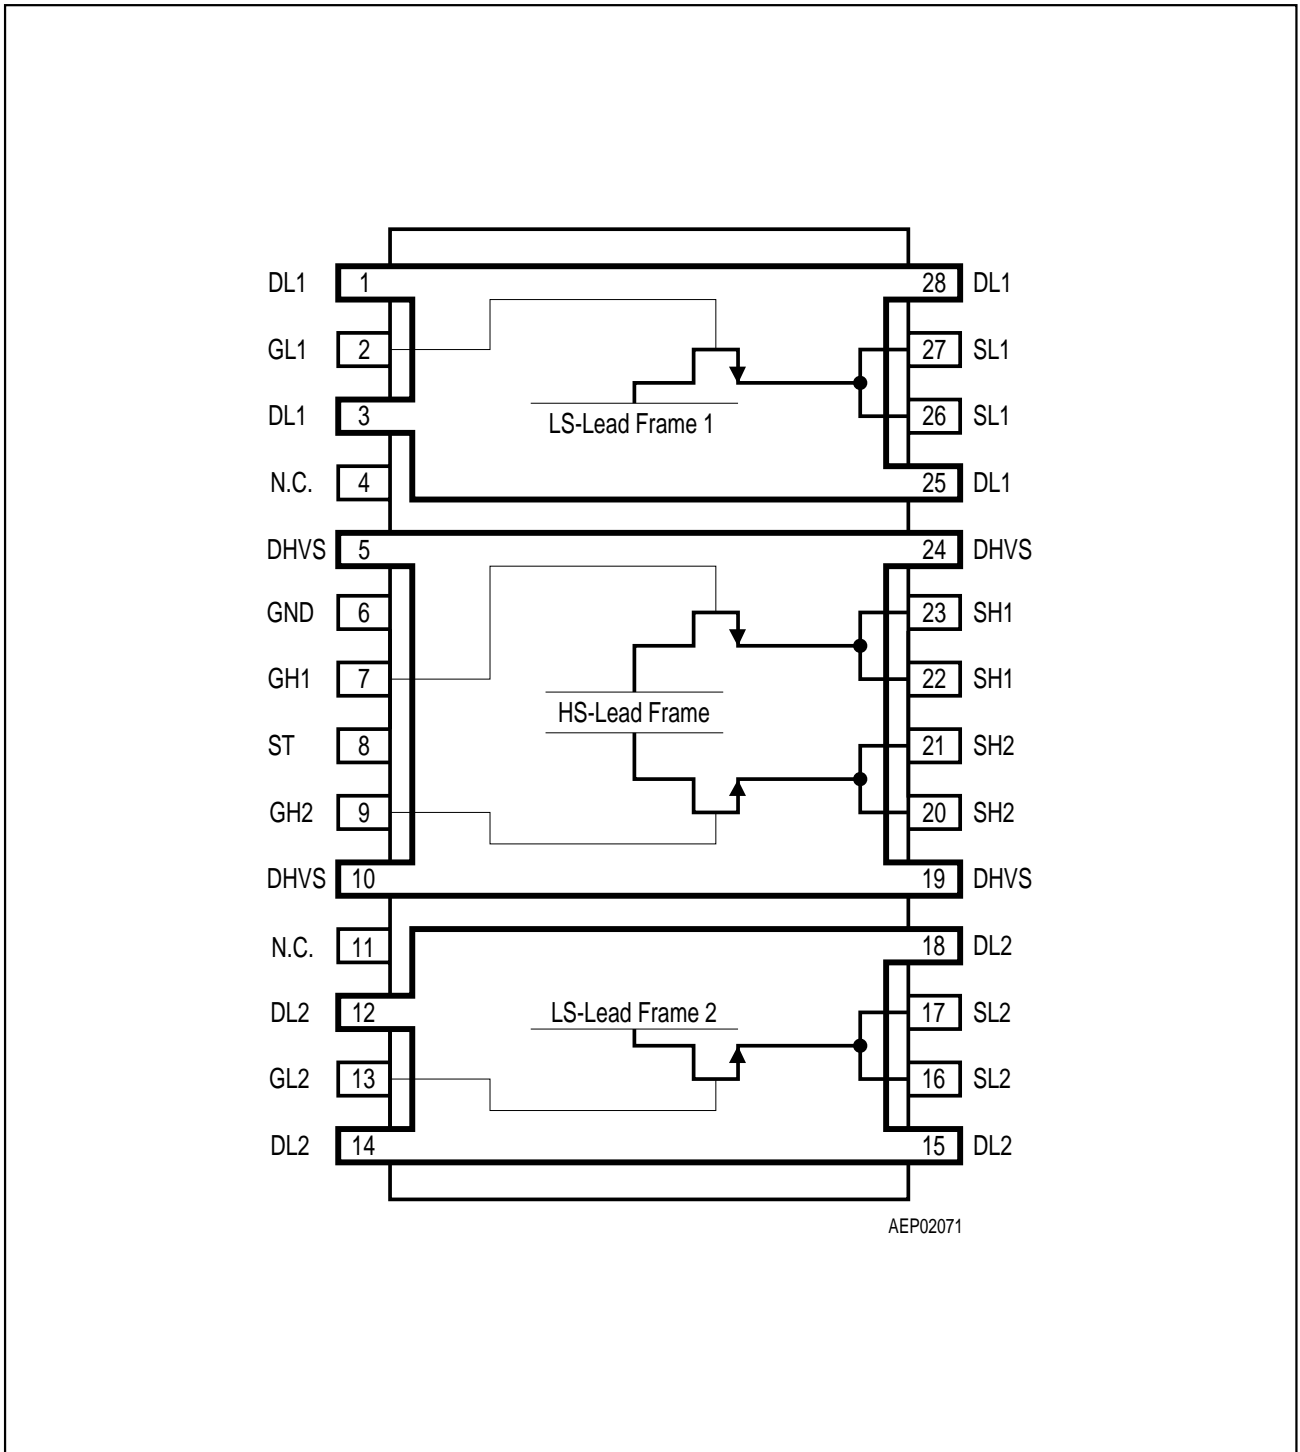 DL1 1 28 DL1
GL1 2 27 SL1
DL1 3 26 SL1
LS-Lead Frame 1
N.C. 4 25 DL1
DHVS 5 24 DHVS
GND 6 23 SH1
GH1 7 22 SH1
HS-Lead Frame
ST 8 21 SH2
GH2 9 20 SH2
DHVS 10 19 DHVS
N.C. 11 18 DL2
DL2 12 LS-Lead Frame 2 17 SL2
GL2 13 16 SL2
DL2 14 15 DL2
AEP02071